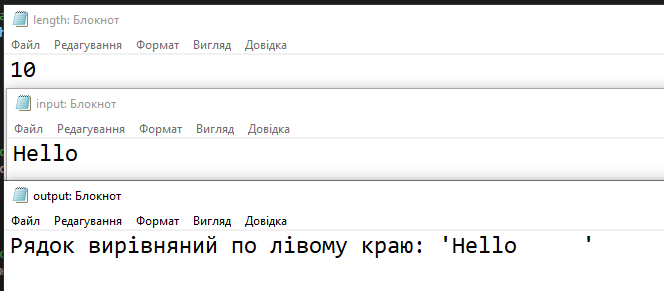 length: Блокнот
Файл Редагування Формат Вигляд Довідка
10
input: Блокнот
Файл Редагування Формат Вигляд Довідка
Hello
output: Блокнот
Файл Редагування Формат Вигляд Довідка
Рядок вирівняний по лівому краю: 'Hello     '